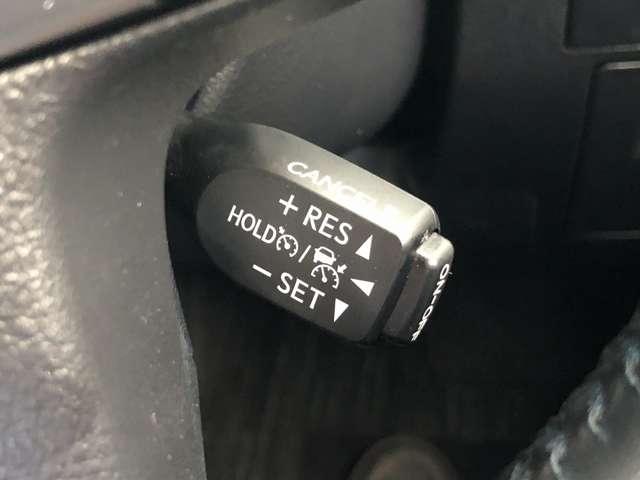 CANCEL
+ RES
HOLD /
- SET
ON-OFF